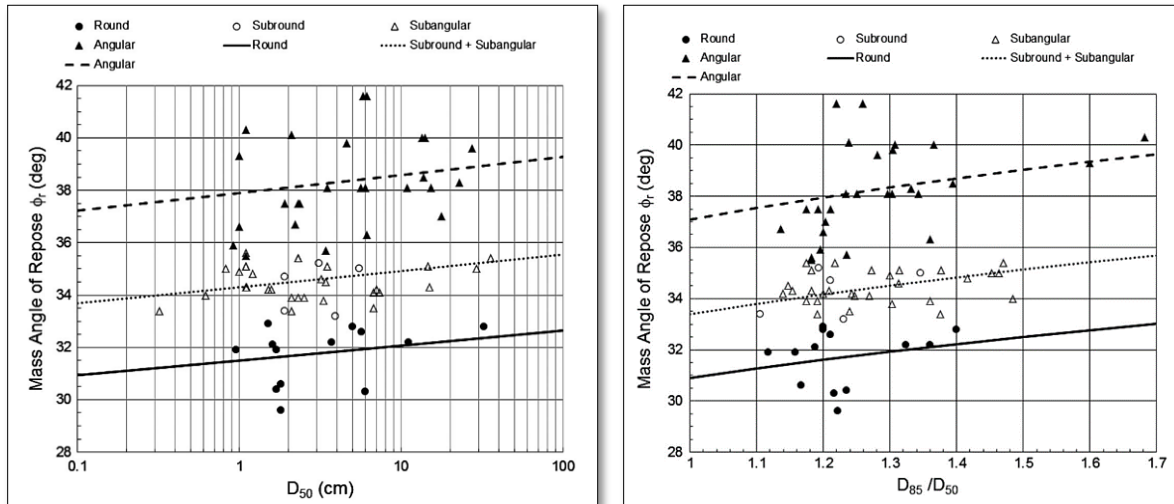 Round Subround Subangular
Angular Round Subround + Subangular
Angular
42
40
38
36
34
32
30
28
Mass Angle of Repose ϕr (deg)
0.1 1 10 100
D50 (cm)
Round Subround Subangular
Angular Round Subround + Subangular
Angular
42
40
38
36
34
32
30
28
Mass Angle of Repose ϕr (deg)
1 1.1 1.2 1.3 1.4 1.5 1.6 1.7
D85 /D50